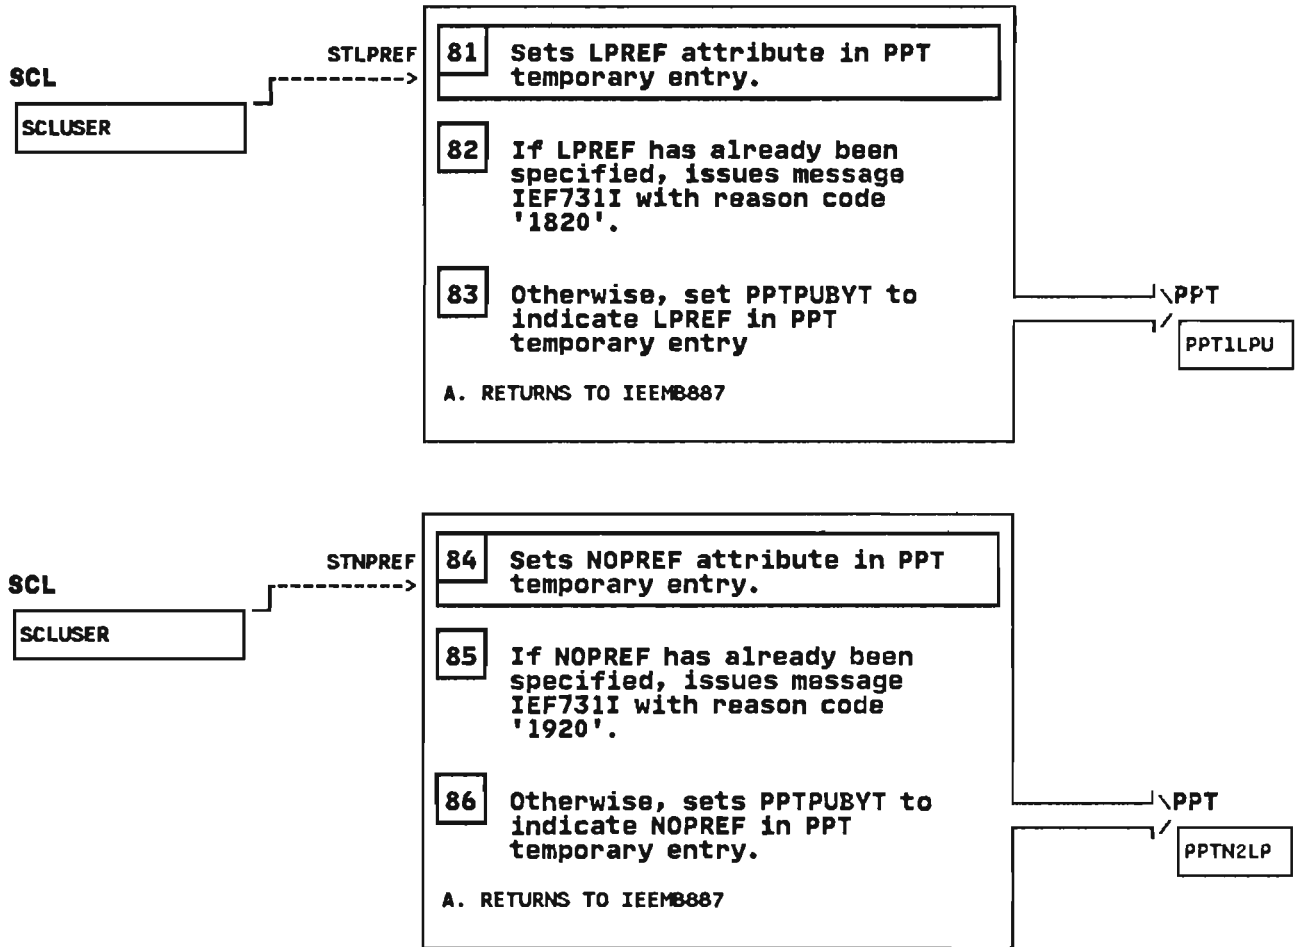 STLPREF
SCL
SCLUSER
81 Sets LPREF attribute in PPT
temporary entry.
82 If LPREF has already been
specified, issues message
IEF731I with reason code
'1820'.
83 Otherwise, set PPTPUBYT to
indicate LPREF in PPT
temporary entry
A. RETURNS TO IEEMB887
PPT
PPT1LPU
STNPREF
SCL
SCLUSER
84 Sets NOPREF attribute in PPT
temporary entry.
85 If NOPREF has already been
specified, issues message
IEF731I with reason code
'1920'.
86 Otherwise, sets PPTPUBYT to
indicate NOPREF in PPT
temporary entry.
A. RETURNS TO IEEMB887
PPT
PPTN2LP